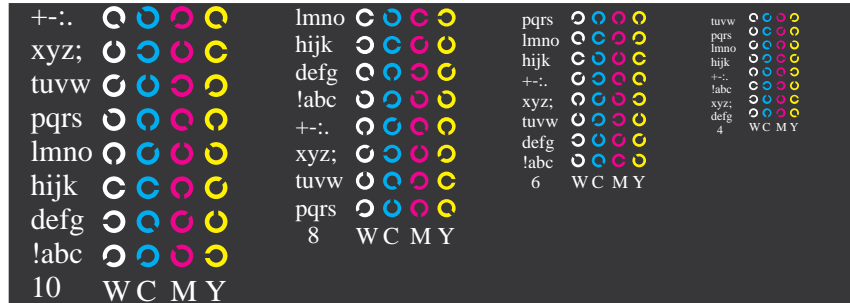 +-:.
xyz;
tuvw
pqrs
lmno
hijk
defg
!abc
10 W C M Y
lmno
hijk
defg
!abc
+-:.
xyz;
tuvw
pqrs
8 W C M Y
pqrs
lmno
hijk
+-:.
xyz;
tuvw
defg
!abc
6 W C M Y
tuvw
pqrs
lmno
hijk
+-:.
!abc
xyz;
defg
4 W C M Y